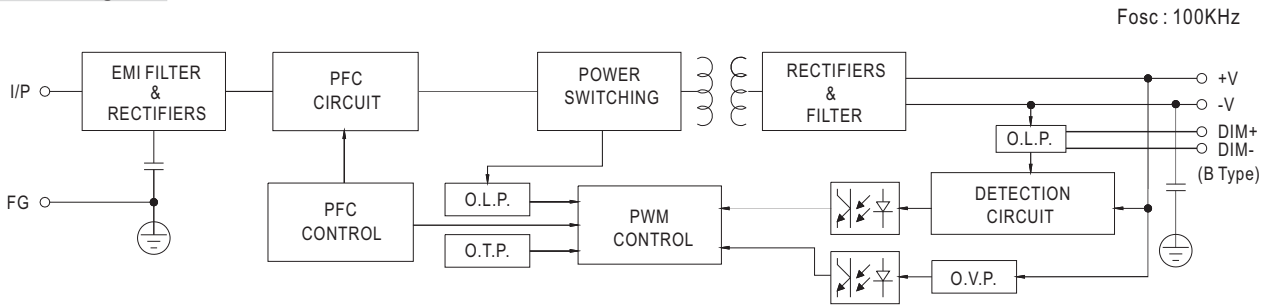 Fosc : 100KHz
I/P
EMI FILTER
&
RECTIFIERS
PFC
CIRCUIT
POWER
SWITCHING
RECTIFIERS
&
FILTER
+V
-V
DIM+
DIM-
(B Type)
O.L.P.
FG
PFC
CONTROL
O.L.P.
O.T.P.
PWM
CONTROL
DETECTION
CIRCUIT
O.V.P.